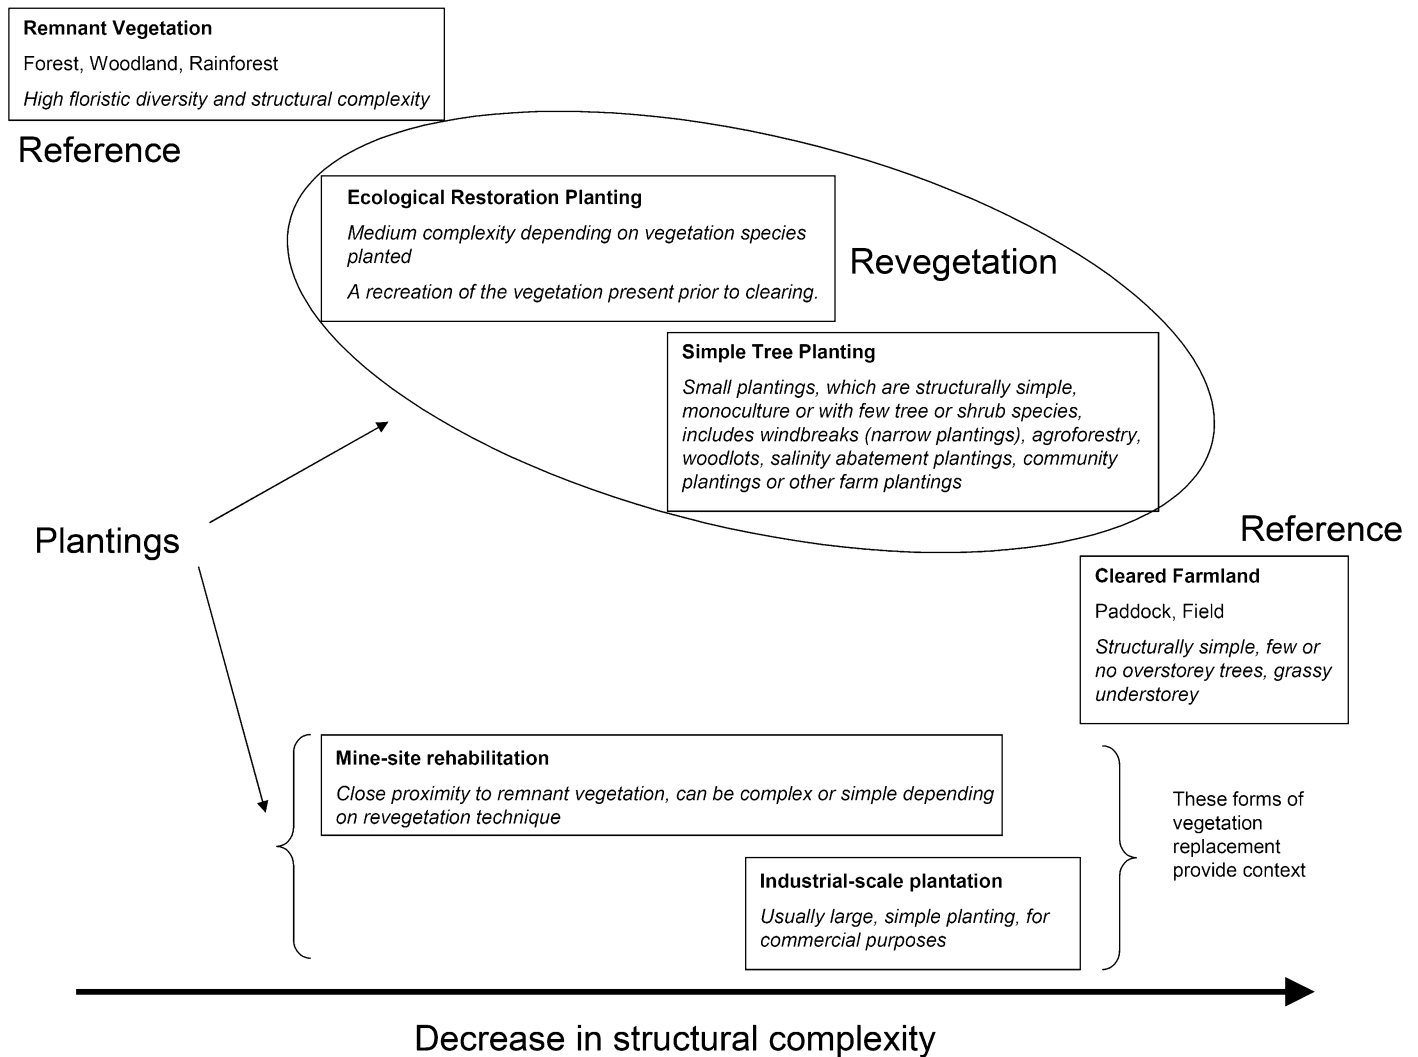 Remnant Vegetation
Forest, Woodland, Rainforest
High floristic diversity and structural complexity
Reference
Ecological Restoration Planting
Medium complexity depending on vegetation species
planted
A recreation of the vegetation present prior to clearing.
Revegetation
Simple Tree Planting
Small plantings, which are structurally simple,
monoculture or with few tree or shrub species,
includes windbreaks (narrow plantings), agroforestry,
woodlots, salinity abatement plantings, community
plantings or other farm plantings
Reference
Plantings
Cleared Farmland
Paddock, Field
Structurally simple, few or
no overstorey trees, grassy
understorey
Mine-site rehabilitation
Close proximity to remnant vegetation, can be complex or simple depending
on revegetation technique
These forms of
vegetation
replacement
provide context
Industrial-scale plantation
Usually large, simple planting, for
commercial purposes
Decrease in structural complexity